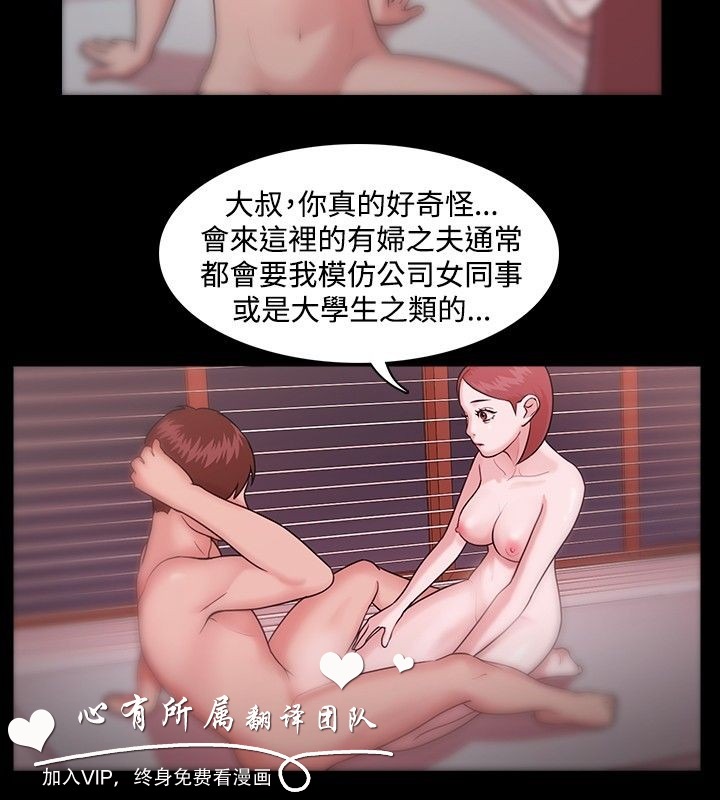 大叔，你真的好奇怪...
會來這裡的有婦之夫通常
都會要我模仿公司女同事
或是大學生之類的...
心有所属翻译团队
加入VIP，终身免费看漫画